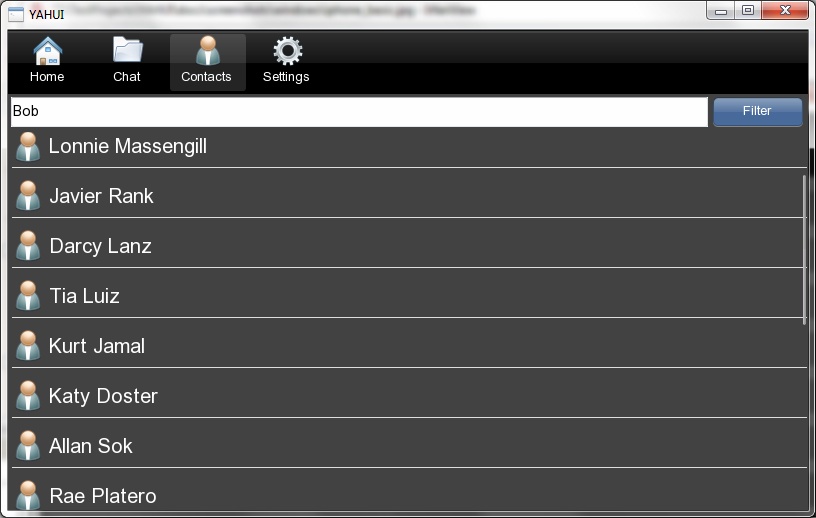 YAHUI
Home Chat Contacts Settings
Bob Filter
Lonnie Massengill
Javier Rank
Darcy Lanz
Tia Luiz
Kurt Jamal
Katy Doster
Allan Sok
Rae Platero